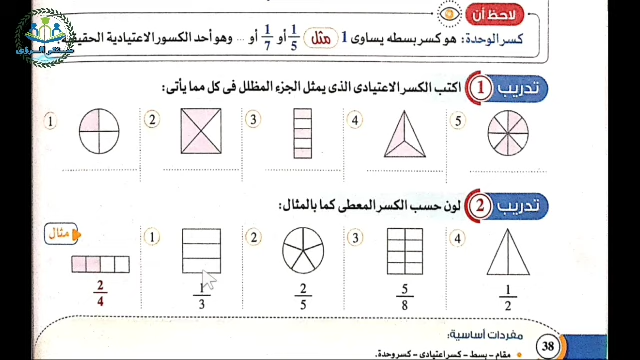 لاحظ أن
كسر الوحدة: هو كسر بسطه يساوى 1 مثل 1/5 أو 1/7 أو ... وهو أحد الكسور الاعتيادية الحقيقية
تدريب 1 اكتب الكسر الاعتيادى الذى يمثل الجزء المظلل فى كل مما يأتى:
1 2 3 4 5
تدريب 2 لون حسب الكسر المعطى كما بالمثال:
مثال 1 2 3 4
2/4 1/3 2/5 5/8 1/2
مفردات أساسية:
• مقام - بسط - كسر اعتيادى - كسر وحدة.
38